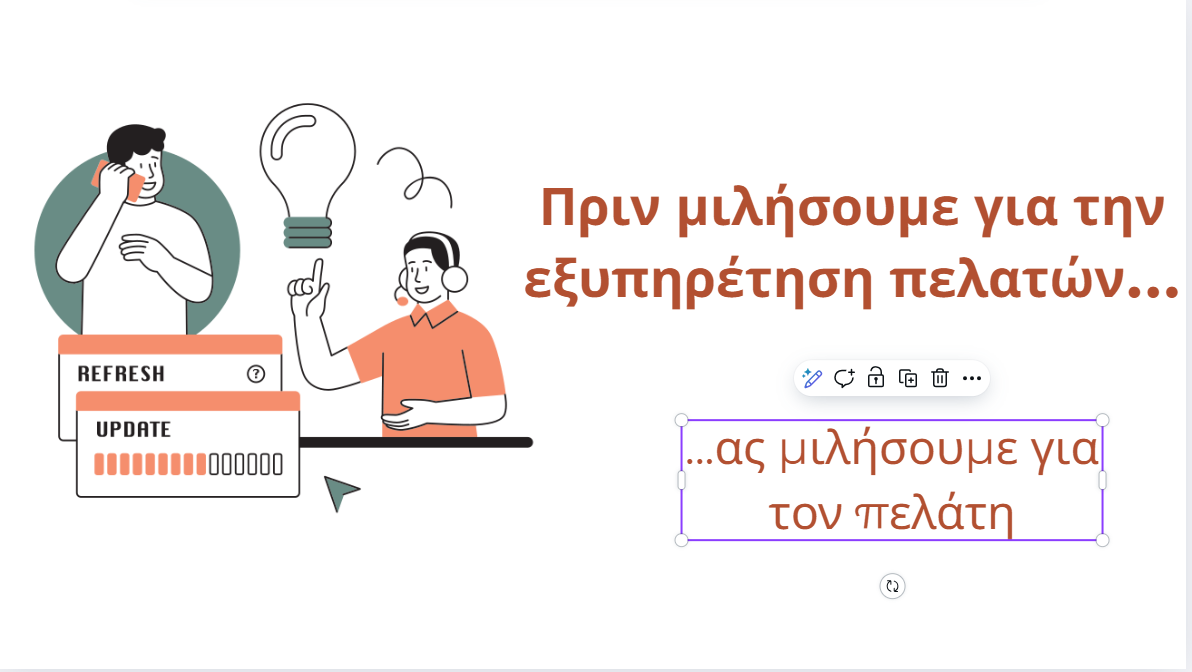 Πριν μιλήσουμε για την
εξυπηρέτηση πελατών...
REFRESH ?
UPDATE
...ας μιλήσουμε για
τον πελάτη